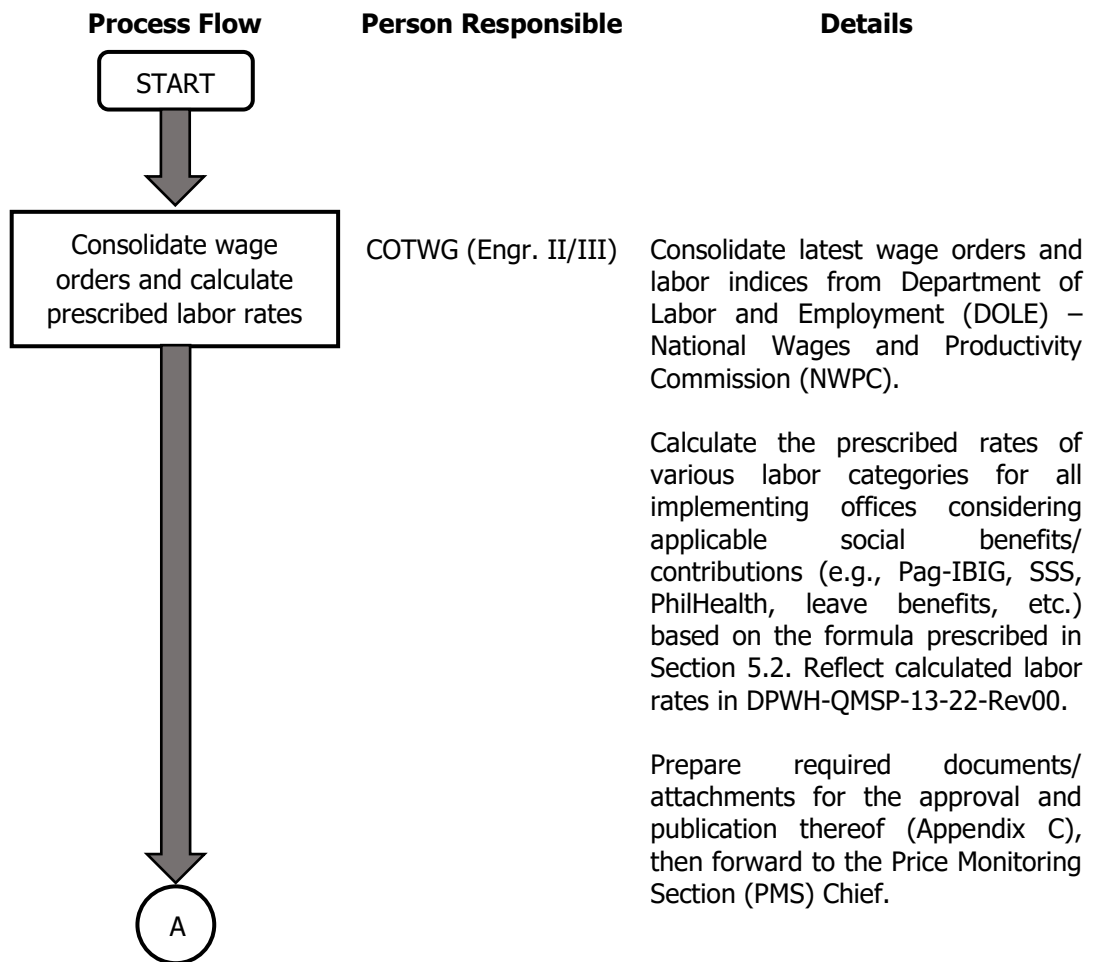 Process Flow Person Responsible Details
START
Consolidate wage
orders and calculate
prescribed labor rates
COTWG (Engr. II/III)
Consolidate latest wage orders and
labor indices from Department of
Labor and Employment (DOLE) –
National Wages and Productivity
Commission (NWPC).
Calculate the prescribed rates of
various labor categories for all
implementing offices considering
applicable social benefits/
contributions (e.g., Pag-IBIG, SSS,
PhilHealth, leave benefits, etc.)
based on the formula prescribed in
Section 5.2. Reflect calculated labor
rates in DPWH-QMSP-13-22-Rev00.
Prepare required documents/
attachments for the approval and
publication thereof (Appendix C),
then forward to the Price Monitoring
Section (PMS) Chief.
A